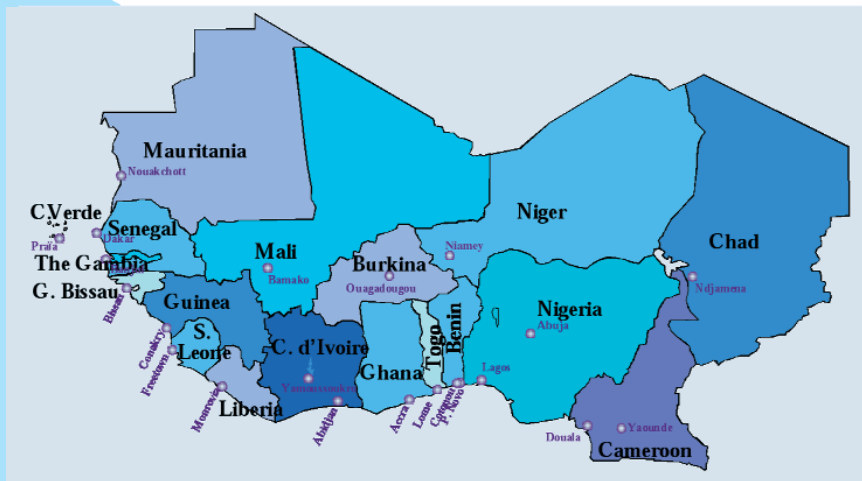 Mauritania
Nouakchott
C.Verde
Praïa
Dakar
Senegal
The Gambia
G. Bissau
Bissau
Guinea
Conakry
S.
Leone
Freetown
Monrovia
Liberia
Mali
Bamako
Burkina
Ouagadougou
C. d'Ivoire
Abidjan
Ghana
Accra
Togo
Lome
Benin
Cotonou
P. Novo
Niger
Niamey
Nigeria
Abuja
Lagos
Chad
Ndjamena
Douala
Yaounde
Cameroon